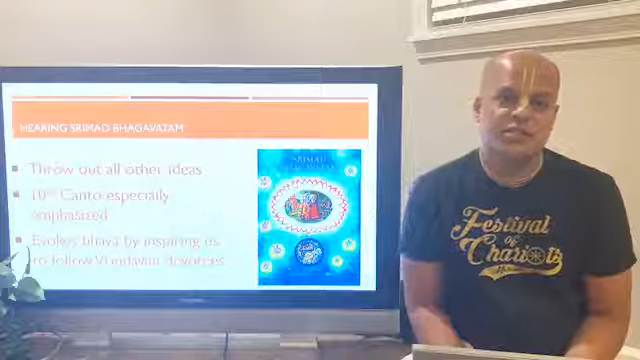 HEARING SRIMAD BHAGAVATAM
Throw out all other ideas
10th Canto especially
emphasized
Evokes bhava by inspiring us
to follow Vrndavan devotees
SRIMAD
BHAGAVATAM
Festival
of
Chariots